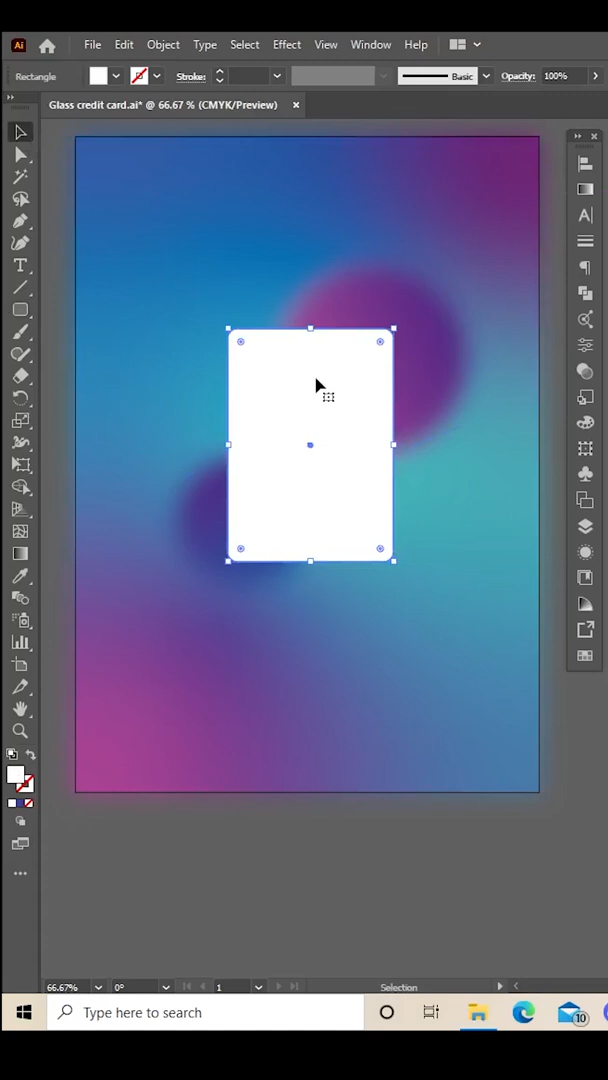 Ai File Edit Object Type Select Effect View Window Help
Rectangle Stroke: Basic Opacity: 100%
Glass credit card.ai* @ 66.67 % (CMYK/Preview) ×
66.67% 0° 1 Selection
Type here to search 10